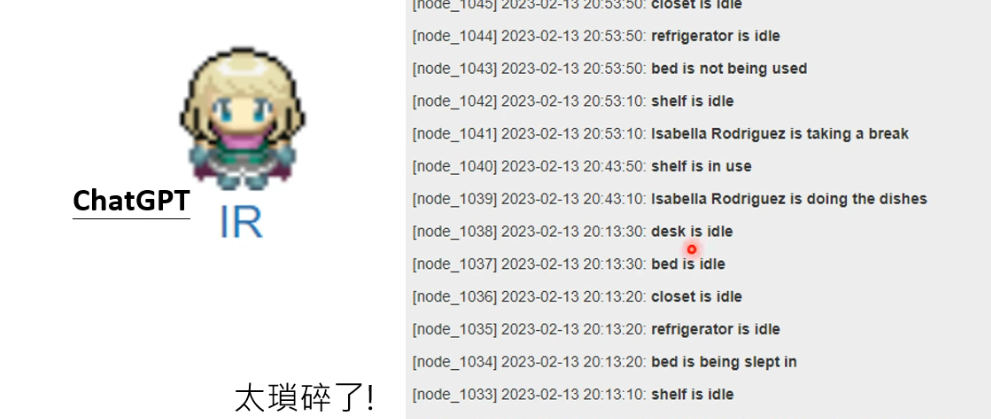 ChatGPT
IR
太瑣碎了!
[node_1045] 2023-02-13 20:53:50: closet is idle
[node_1044] 2023-02-13 20:53:50: refrigerator is idle
[node_1043] 2023-02-13 20:53:50: bed is not being used
[node_1042] 2023-02-13 20:53:10: shelf is idle
[node_1041] 2023-02-13 20:53:10: Isabella Rodriguez is taking a break
[node_1040] 2023-02-13 20:43:50: shelf is in use
[node_1039] 2023-02-13 20:43:10: Isabella Rodriguez is doing the dishes
[node_1038] 2023-02-13 20:13:30: desk is idle
[node_1037] 2023-02-13 20:13:30: bed is idle
[node_1036] 2023-02-13 20:13:20: closet is idle
[node_1035] 2023-02-13 20:13:20: refrigerator is idle
[node_1034] 2023-02-13 20:13:20: bed is being slept in
[node_1033] 2023-02-13 20:13:10: shelf is idle